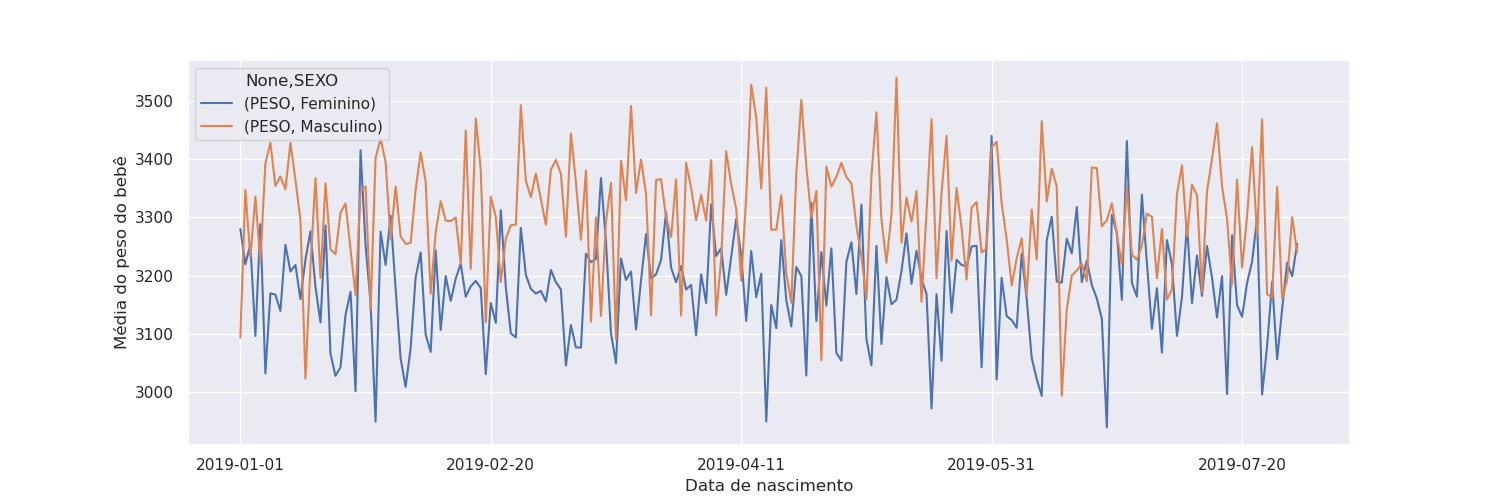 None,SEXO
(PESO, Feminino)
(PESO, Masculino)
Média do peso do bebê
3500
3400
3300
3200
3100
3000
2019-01-01 2019-02-20 2019-04-11 2019-05-31 2019-07-20
Data de nascimento